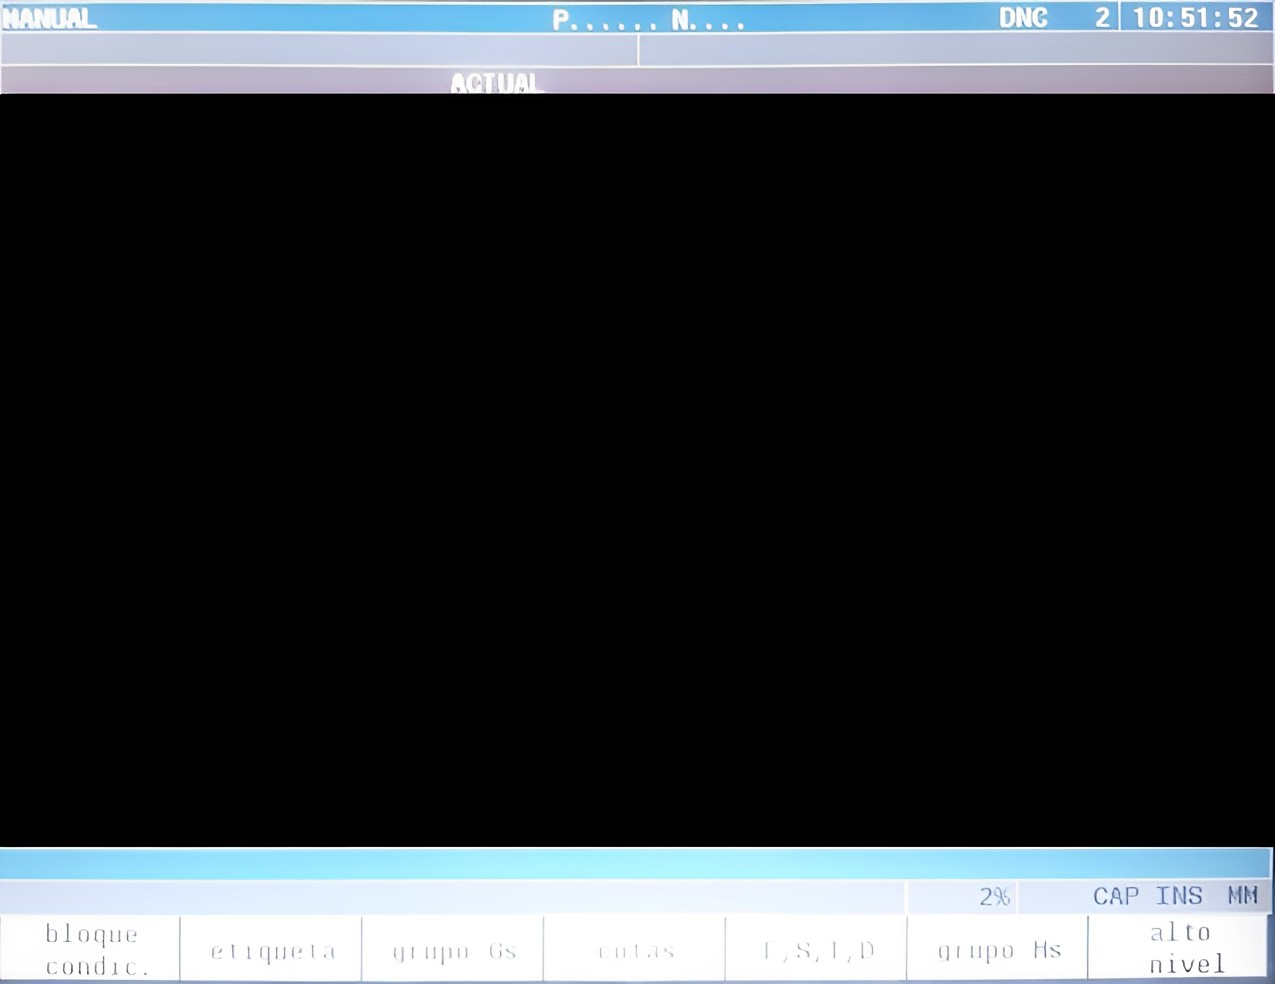 MANUAL P...... N.... DNC 2 10:51:52
ACTUAL
2% CAP INS MM
bloque condic. etiqueta grupo Gs cotas F,S,T,D grupo Hs alto nivel